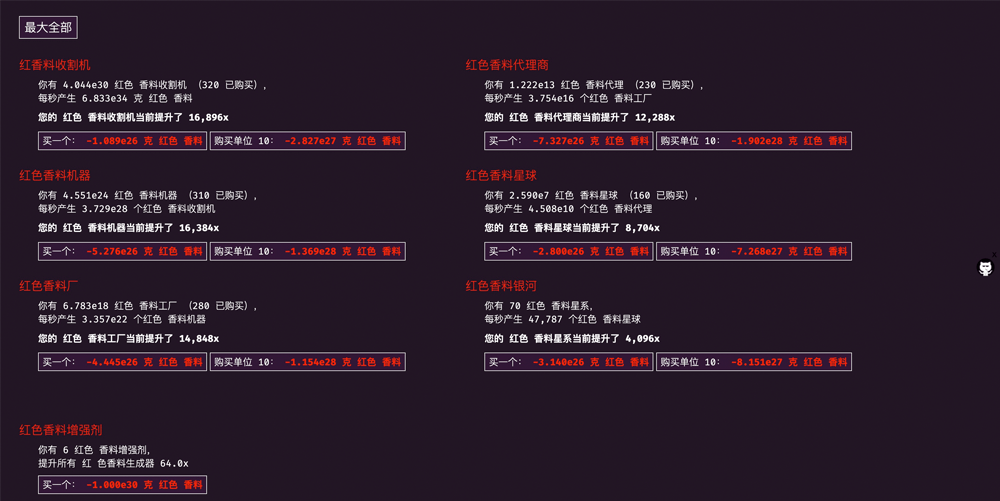 最大全部
红香料收割机
你有 4.044e30 红色 香料收割机 （320 已购买），
每秒产生 6.833e34 克 红色 香料
您的 红色 香料收割机当前提升了 16,896x
买一个: -1.089e26 克 红色 香料 购买单位 10: -2.827e27 克 红色 香料
红色香料机器
你有 4.551e24 红色 香料机器 （310 已购买），
每秒产生 3.729e28 个红色 香料收割机
您的 红色 香料机器当前提升了 16,384x
买一个: -5.276e26 克 红色 香料 购买单位 10: -1.369e28 克 红色 香料
红色香料厂
你有 6.783e18 红色 香料工厂 （280 已购买），
每秒产生 3.357e22 个红色 香料机器
您的 红色 香料工厂当前提升了 14,848x
买一个: -4.445e26 克 红色 香料 购买单位 10: -1.154e28 克 红色 香料
红色香料代理商
你有 1.222e13 红色 香料代理 （230 已购买），
每秒产生 3.754e16 个红色 香料工厂
您的 红色 香料代理商当前提升了 12,288x
买一个: -7.327e26 克 红色 香料 购买单位 10: -1.902e28 克 红色 香料
红色香料星球
你有 2.590e7 红色 香料星球 （160 已购买），
每秒产生 4.508e10 个红色 香料代理
您的 红色 香料星球当前提升了 8,704x
买一个: -2.800e26 克 红色 香料 购买单位 10: -7.268e27 克 红色 香料
红色香料银河
你有 70 红色 香料星系，
每秒产生 47,787 个红色 香料星球
您的 红色 香料星系当前提升了 4,096x
买一个: -3.140e26 克 红色 香料 购买单位 10: -8.151e27 克 红色 香料
红色香料增强剂
你有 6 红色 香料增强剂，
提升所有 红 色香料生成器 64.0x
买一个: -1.000e30 克 红色 香料